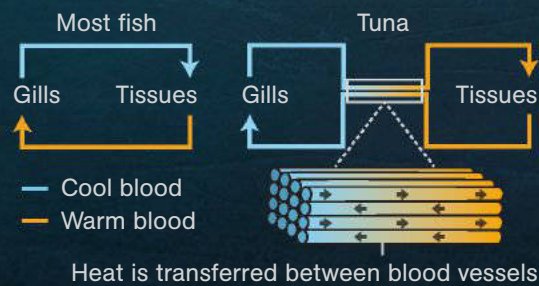 Most fish
Tuna
Gills
Tissues
Gills
Tissues
Cool blood
Warm blood
Heat is transferred between blood vessels